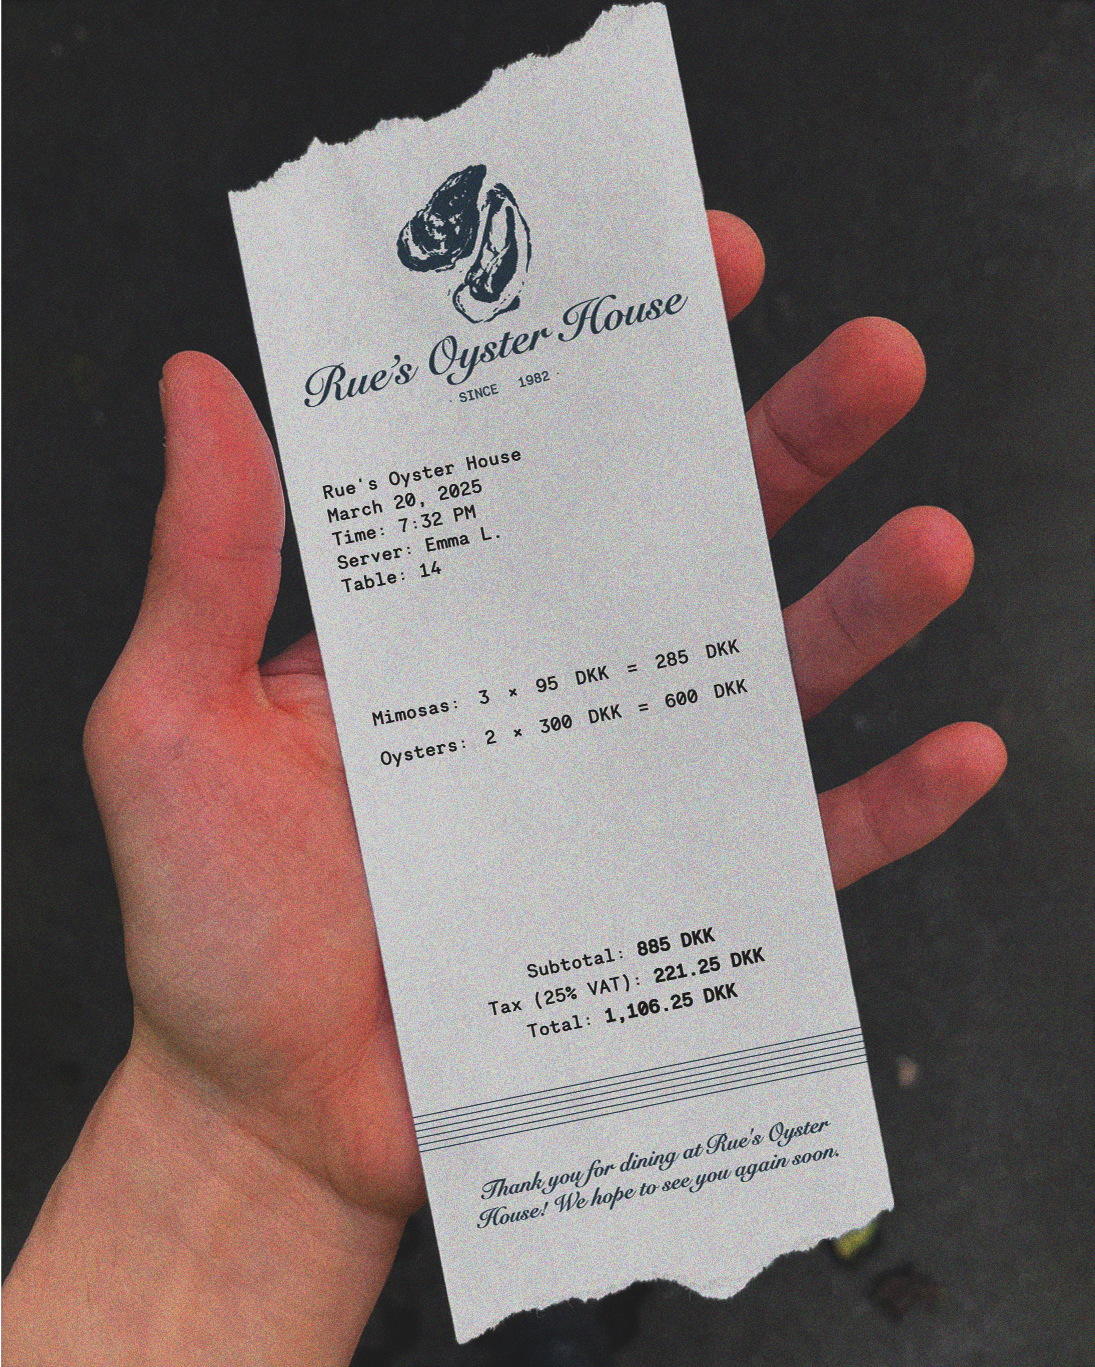 Rue's Oyster House
· SINCE 1982 ·
Rue's Oyster House
March 20, 2025
Time: 7:32 PM
Server: Emma L.
Table: 14
Mimosas: 3 × 95 DKK = 285 DKK
Oysters: 2 × 300 DKK = 600 DKK
Subtotal: 885 DKK
Tax (25% VAT): 221.25 DKK
Total: 1,106.25 DKK
Thank you for dining at Rue's Oyster
House! We hope to see you again soon.